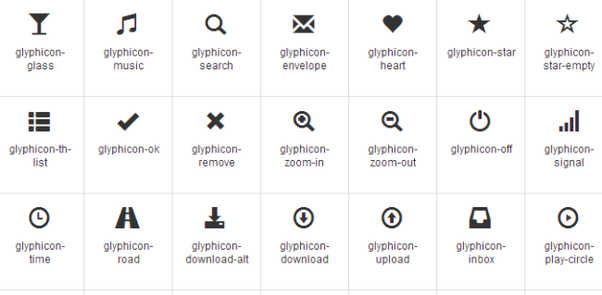 glyphicon-
glass
glyphicon-
music
glyphicon-
search
glyphicon-
envelope
glyphicon-
heart
glyphicon-star
glyphicon-
star-empty
glyphicon-th-
list
glyphicon-ok
glyphicon-
remove
glyphicon-
zoom-in
glyphicon-
zoom-out
glyphicon-off
glyphicon-
signal
glyphicon-
time
glyphicon-
road
glyphicon-
download-alt
glyphicon-
download
glyphicon-
upload
glyphicon-
inbox
glyphicon-
play-circle